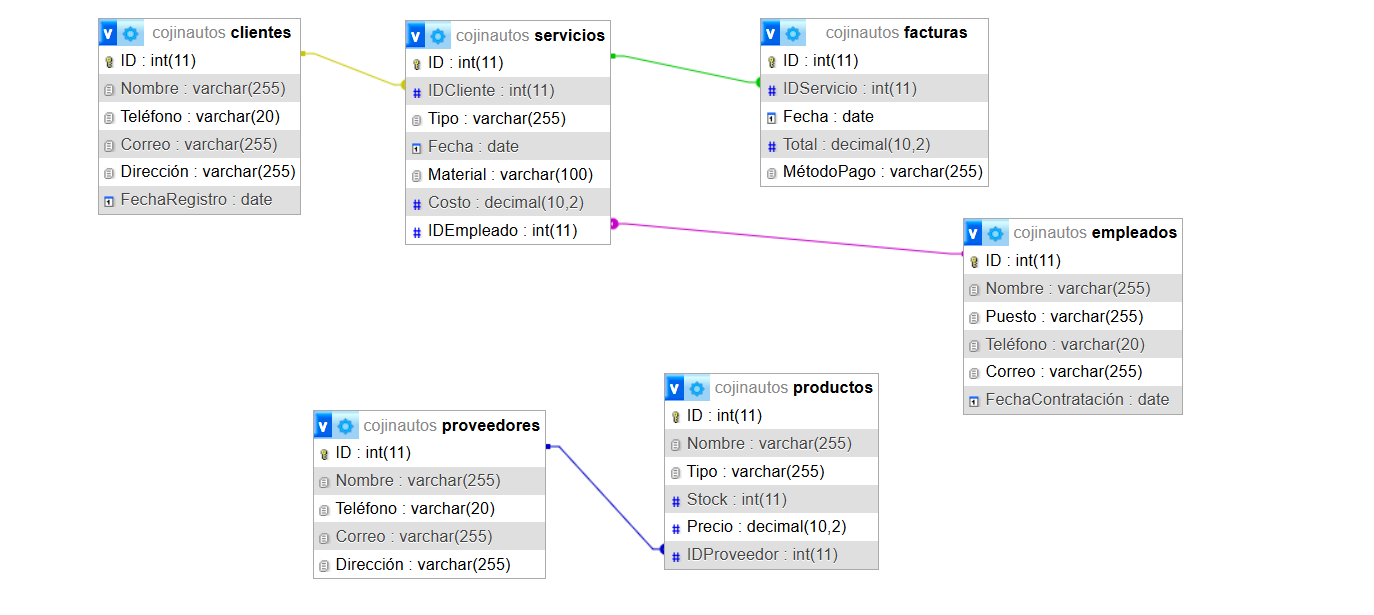 cojinautos clientes
ID : int(11)
Nombre : varchar(255)
Teléfono : varchar(20)
Correo : varchar(255)
Dirección : varchar(255)
FechaRegistro : date
cojinautos servicios
ID : int(11)
IDCliente : int(11)
Tipo : varchar(255)
Fecha : date
Material : varchar(100)
Costo : decimal(10,2)
IDEmpleado : int(11)
cojinautos facturas
ID : int(11)
IDServicio : int(11)
Fecha : date
Total : decimal(10,2)
MétodoPago : varchar(255)
cojinautos empleados
ID : int(11)
Nombre : varchar(255)
Puesto : varchar(255)
Teléfono : varchar(20)
Correo : varchar(255)
FechaContratación : date
cojinautos proveedores
ID : int(11)
Nombre : varchar(255)
Teléfono : varchar(20)
Correo : varchar(255)
Dirección : varchar(255)
cojinautos productos
ID : int(11)
Nombre : varchar(255)
Tipo : varchar(255)
Stock : int(11)
Precio : decimal(10,2)
IDProveedor : int(11)